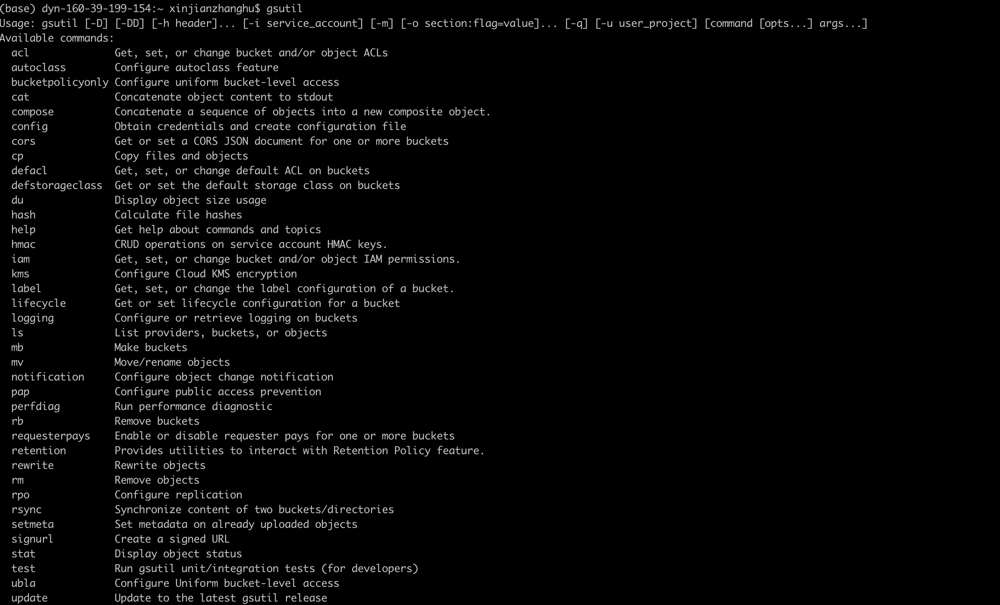 (base) dyn-160-39-199-154:~ xinjianzhanghu$ gsutil
Usage: gsutil [-D] [-DD] [-h header]... [-i service_account] [-m] [-o section:flag=value]... [-q] [-u user_project] [command [opts...] args...]
Available commands:
  acl              Get, set, or change bucket and/or object ACLs
  autoclass        Configure autoclass feature
  bucketpolicyonly Configure uniform bucket-level access
  cat              Concatenate object content to stdout
  compose          Concatenate a sequence of objects into a new composite object.
  config           Obtain credentials and create configuration file
  cors             Get or set a CORS JSON document for one or more buckets
  cp               Copy files and objects
  defacl           Get, set, or change default ACL on buckets
  defstorageclass  Get or set the default storage class on buckets
  du               Display object size usage
  hash             Calculate file hashes
  help             Get help about commands and topics
  hmac             CRUD operations on service account HMAC keys.
  iam              Get, set, or change bucket and/or object IAM permissions.
  kms              Configure Cloud KMS encryption
  label            Get, set, or change the label configuration of a bucket.
  lifecycle        Get or set lifecycle configuration for a bucket
  logging          Configure or retrieve logging on buckets
  ls               List providers, buckets, or objects
  mb               Make buckets
  mv               Move/rename objects
  notification     Configure object change notification
  pap              Configure public access prevention
  perfdiag         Run performance diagnostic
  rb               Remove buckets
  requesterpays    Enable or disable requester pays for one or more buckets
  retention        Provides utilities to interact with Retention Policy feature.
  rewrite          Rewrite objects
  rm               Remove objects
  rpo              Configure replication
  rsync            Synchronize content of two buckets/directories
  setmeta          Set metadata on already uploaded objects
  signurl          Create a signed URL
  stat             Display object status
  test             Run gsutil unit/integration tests (for developers)
  ubla             Configure Uniform bucket-level access
  update           Update to the latest gsutil release